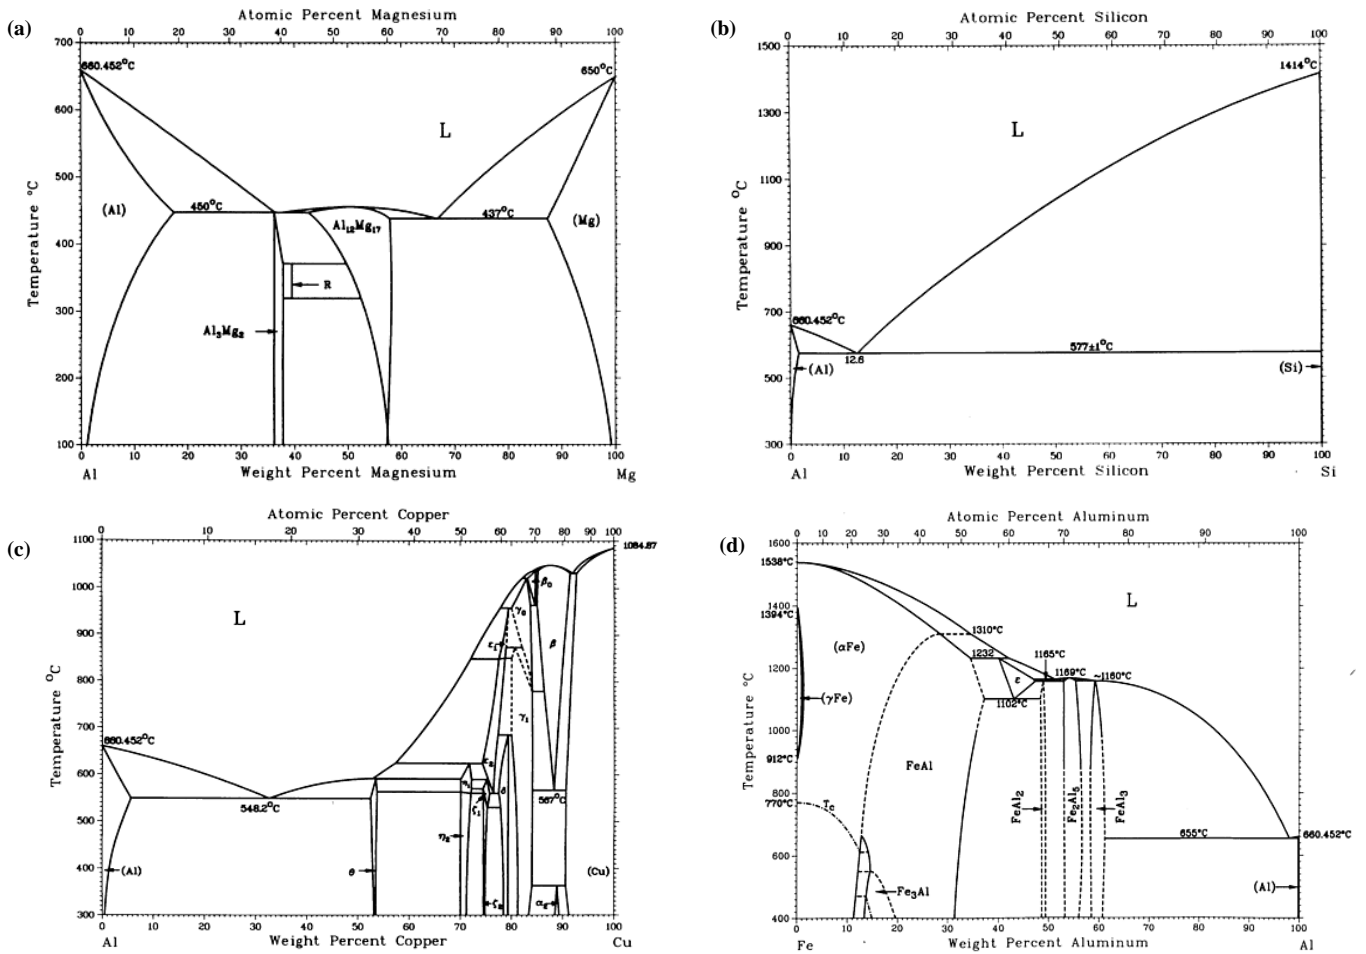 (a)
Atomic Percent Magnesium
0 10 20 30 40 50 60 70 80 90 100
700
660.452°C
650°C
600
L
500
Temperature °C
(Al)
450°C
437°C
(Mg)
Al₁₂Mg₁₇
400
R
300
Al₃Mg₂
200
100
0 10 20 30 40 50 60 70 80 90 100
Al
Weight Percent Magnesium
Mg
(b)
Atomic Percent Silicon
0 10 20 30 40 50 60 70 80 90 100
1500
1414°C
1300
L
1100
Temperature °C
900
700
660.452°C
577±1°C
12.6
(Al)
(Si)
500
300
0 10 20 30 40 50 60 70 80 90 100
Al
Weight Percent Silicon
Si
(c)
Atomic Percent Copper
0 10 20 30 40 50 60 70 80 90 100
1100
1084.87
1000
β₀
γ₀
L
900
ε₁
β
800
Temperature °C
γ₁
700
660.452°C
ε₂
600
548.2°C
567°C
δ
ζ₁
500
η₂
400
(Al)
θ
(Cu)
300
ζ₂
0 10 20 30 40 50 60 70 80 90 100
Al
Weight Percent Copper
Cu
(d)
Atomic Percent Aluminum
0 10 20 30 40 50 60 70 80 90 100
1600
1538°C
L
1400
1394°C
1310°C
(αFe)
1232
1165°C
1169°C
~1160°C
1200
ε
(γFe)
1102°C
Temperature °C
1000
912°C
FeAl
FeAl₂
Fe₂Al₅
FeAl₃
800
770°C
Tc
655°C
660.452°C
600
Fe₃Al
(Al)
400
0 10 20 30 40 50 60 70 80 90 100
Fe
Weight Percent Aluminum
Al